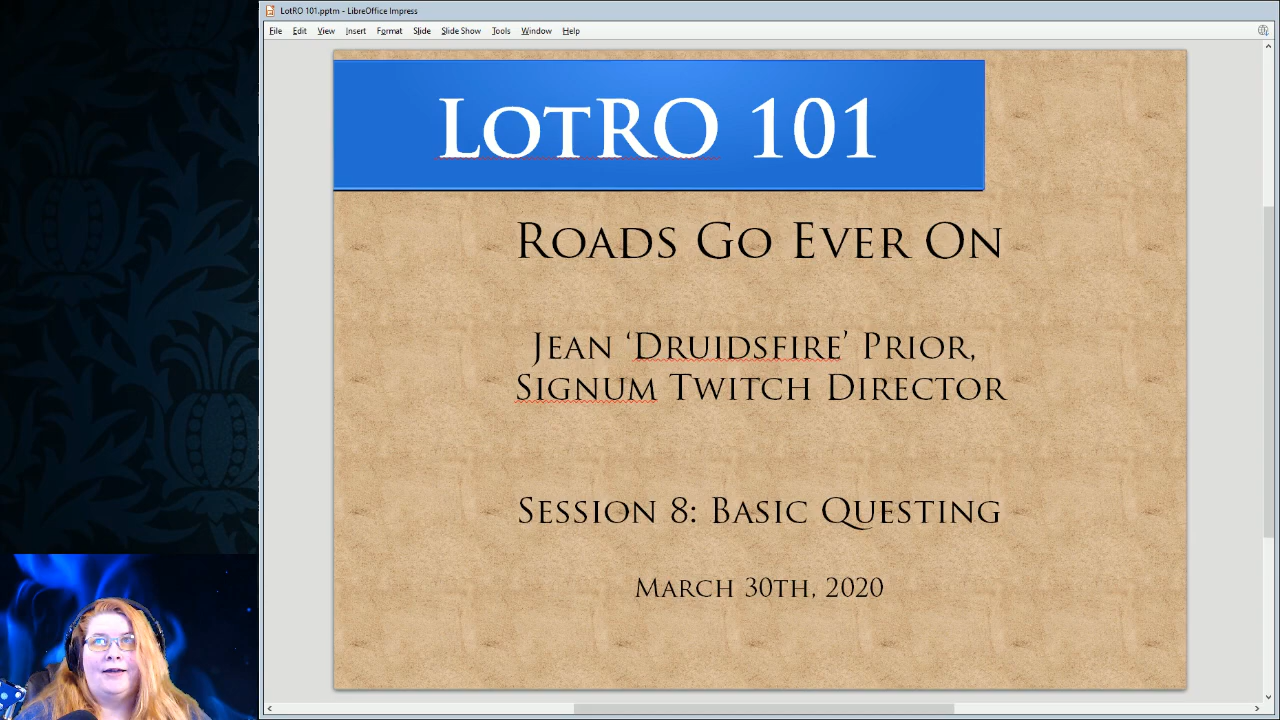 LotRO 101.pptm - LibreOffice Impress
File Edit View Insert Format Slide Slide Show Tools Window Help
LotRO 101
Roads Go Ever On
Jean ‘Druidsfire’ Prior,
Signum Twitch Director
Session 8: Basic Questing
March 30th, 2020